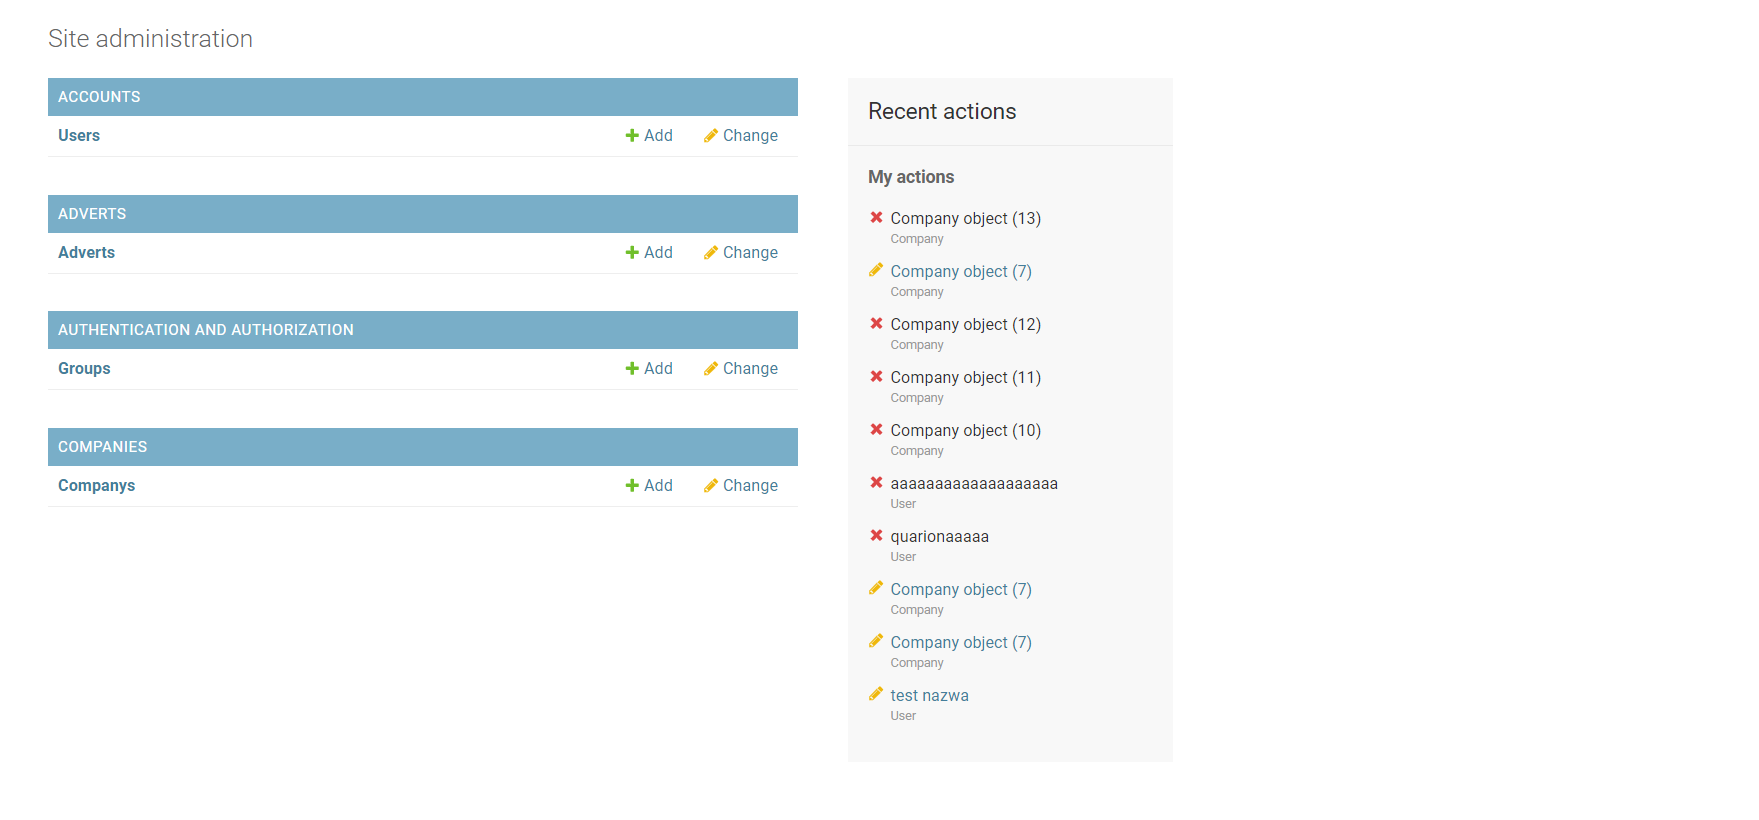 Site administration
ACCOUNTS
Users Add Change
ADVERTS
Adverts Add Change
AUTHENTICATION AND AUTHORIZATION
Groups Add Change
COMPANIES
Companys Add Change
Recent actions
My actions
Company object (13)
Company
Company object (7)
Company
Company object (12)
Company
Company object (11)
Company
Company object (10)
Company
aaaaaaaaaaaaaaaaaaa
User
quarionaaaaa
User
Company object (7)
Company
Company object (7)
Company
test nazwa
User